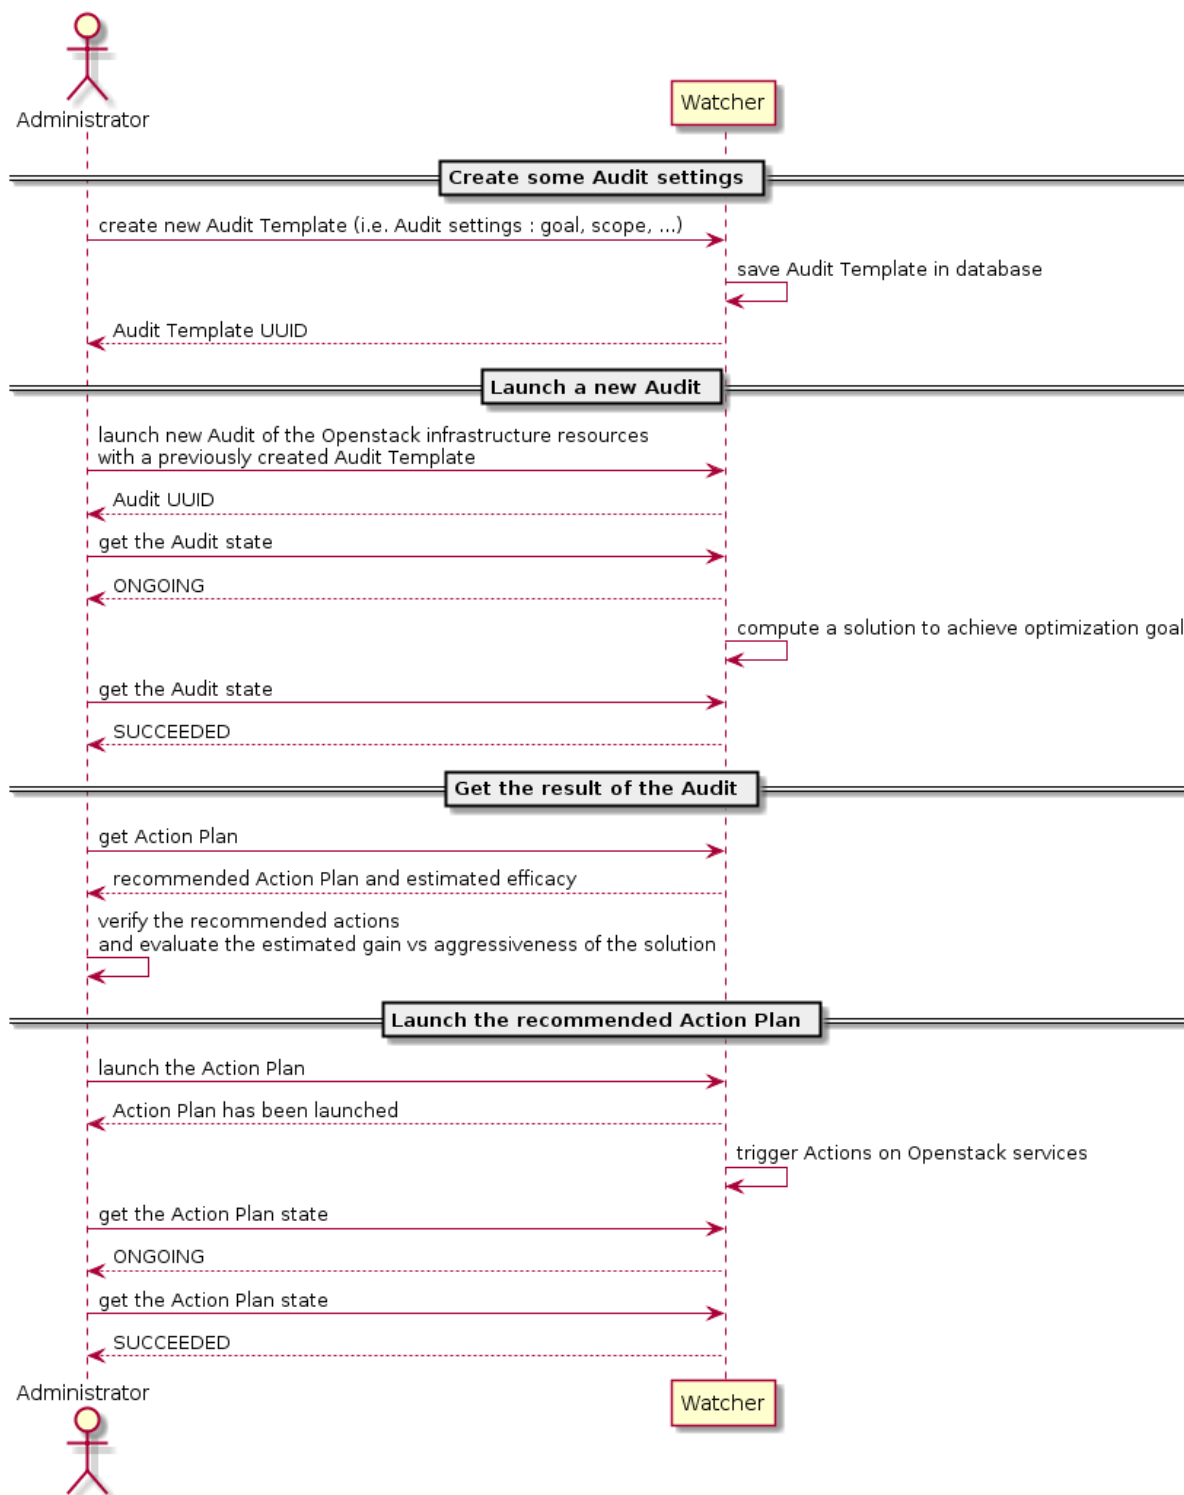 Administrator
Watcher
Create some Audit settings
create new Audit Template (i.e. Audit settings : goal, scope, ...)
save Audit Template in database
Audit Template UUID
Launch a new Audit
launch new Audit of the Openstack infrastructure resources
with a previously created Audit Template
Audit UUID
get the Audit state
ONGOING
compute a solution to achieve optimization goal
get the Audit state
SUCCEEDED
Get the result of the Audit
get Action Plan
recommended Action Plan and estimated efficacy
verify the recommended actions
and evaluate the estimated gain vs aggressiveness of the solution
Launch the recommended Action Plan
launch the Action Plan
Action Plan has been launched
trigger Actions on Openstack services
get the Action Plan state
ONGOING
get the Action Plan state
SUCCEEDED
Administrator
Watcher